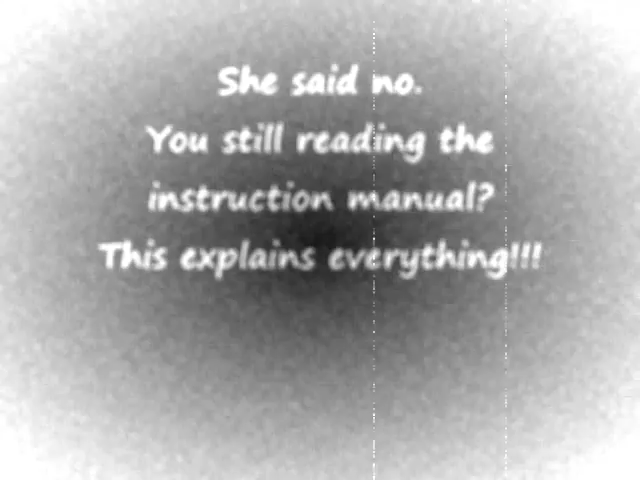 She said no.
You still reading the
instruction manual?
This explains everything!!!